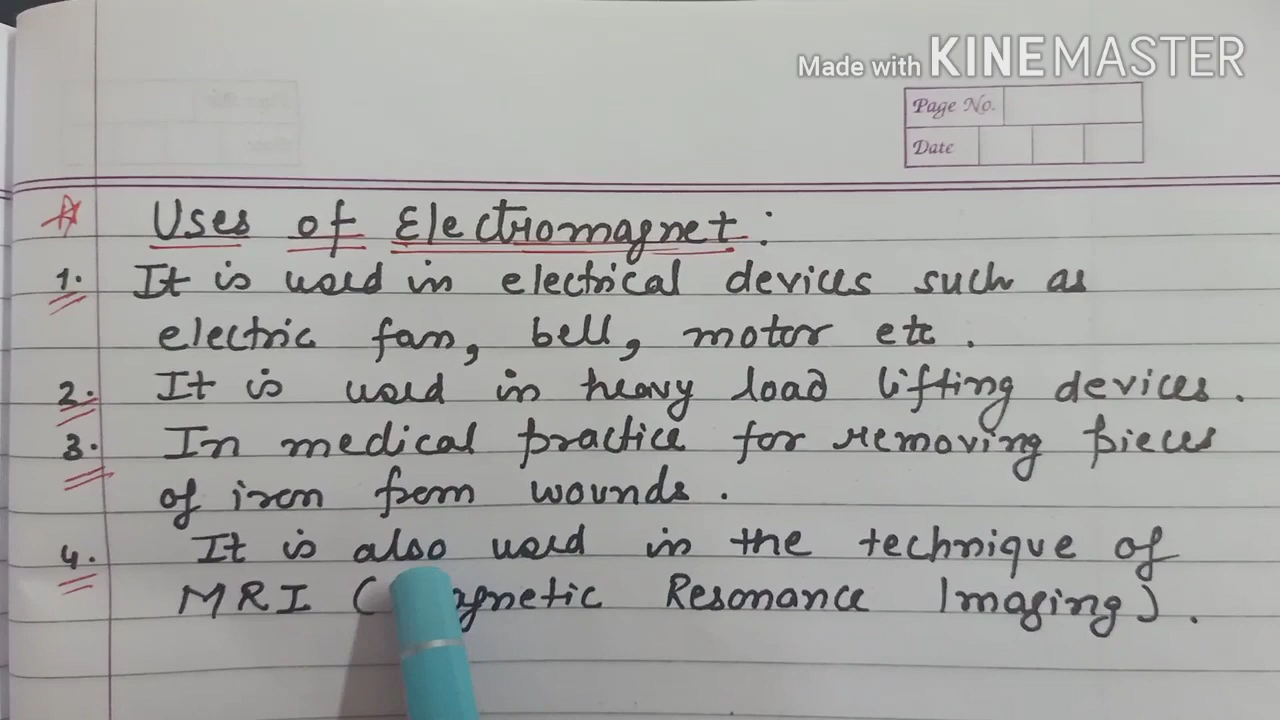 Made with KINEMASTER
Page No.
Date
Uses of Electromagnet :
1. It is used in electrical devices such as
electric fan, bell, motor etc .
2. It is used in heavy load lifting devices .
3. In medical practice for removing pieces
of iron from wounds .
4. It is also used in the technique of
MRI ( agnetic Resonance Imaging) .